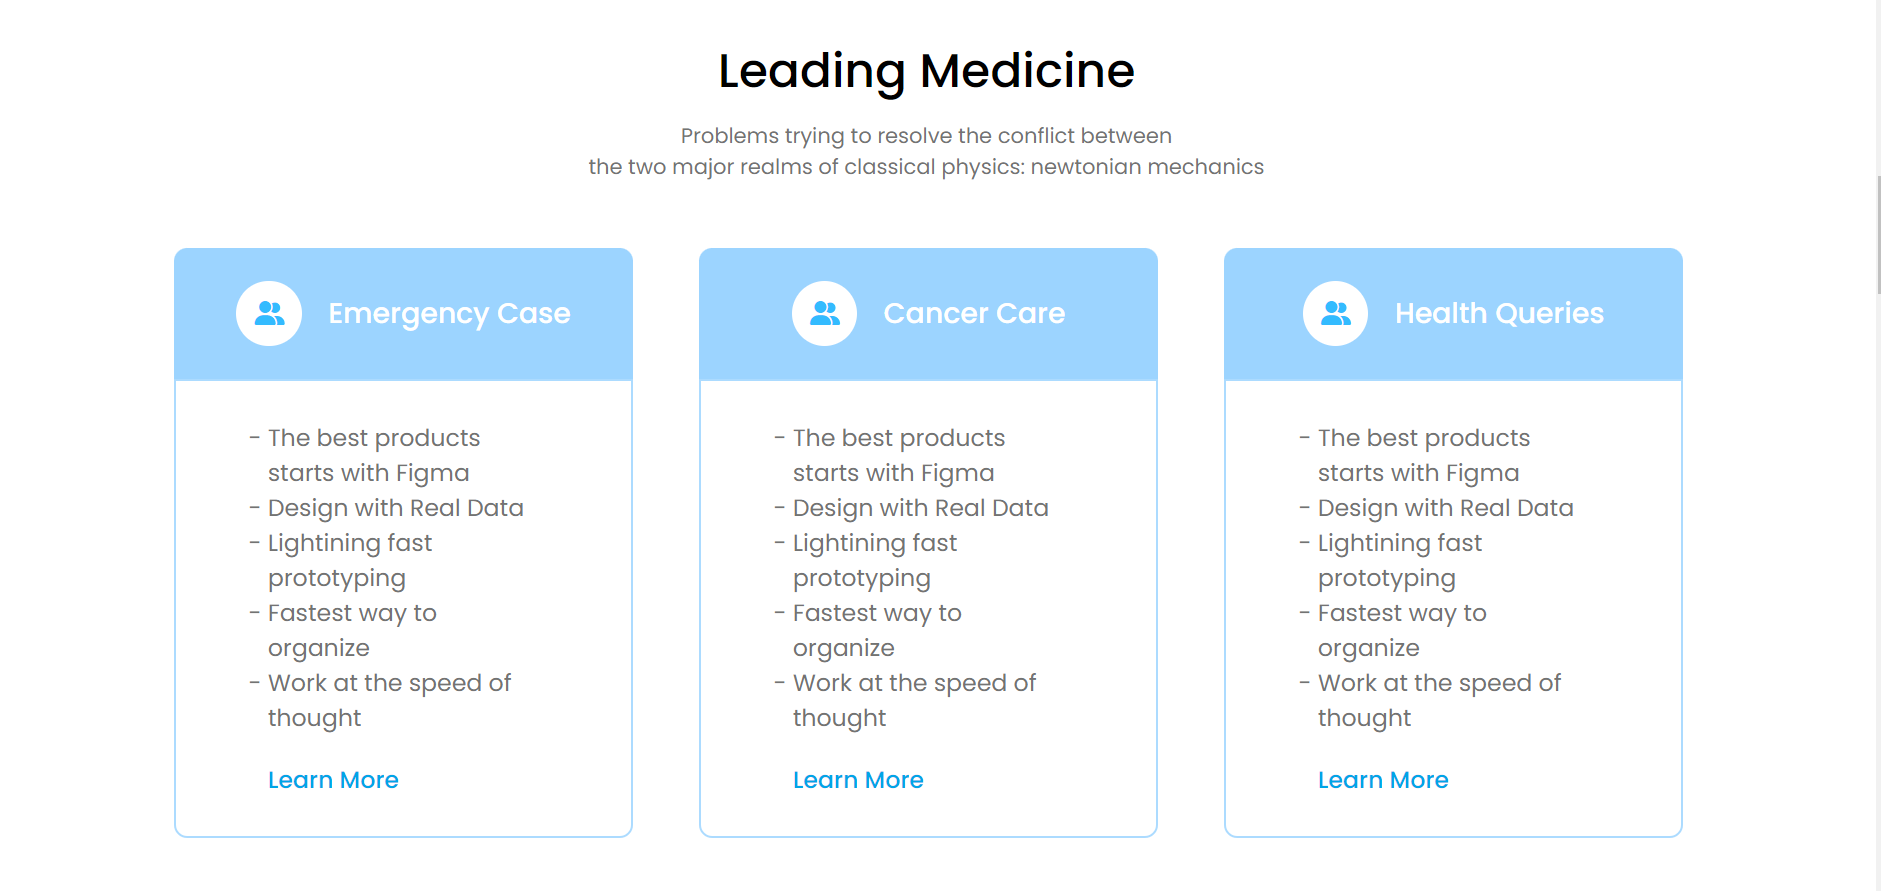 Leading Medicine
Problems trying to resolve the conflict between
the two major realms of classical physics: newtonian mechanics
Emergency Case
- The best products
starts with Figma
- Design with Real Data
- Lightining fast
prototyping
- Fastest way to
organize
- Work at the speed of
thought
Learn More
Cancer Care
- The best products
starts with Figma
- Design with Real Data
- Lightining fast
prototyping
- Fastest way to
organize
- Work at the speed of
thought
Learn More
Health Queries
- The best products
starts with Figma
- Design with Real Data
- Lightining fast
prototyping
- Fastest way to
organize
- Work at the speed of
thought
Learn More